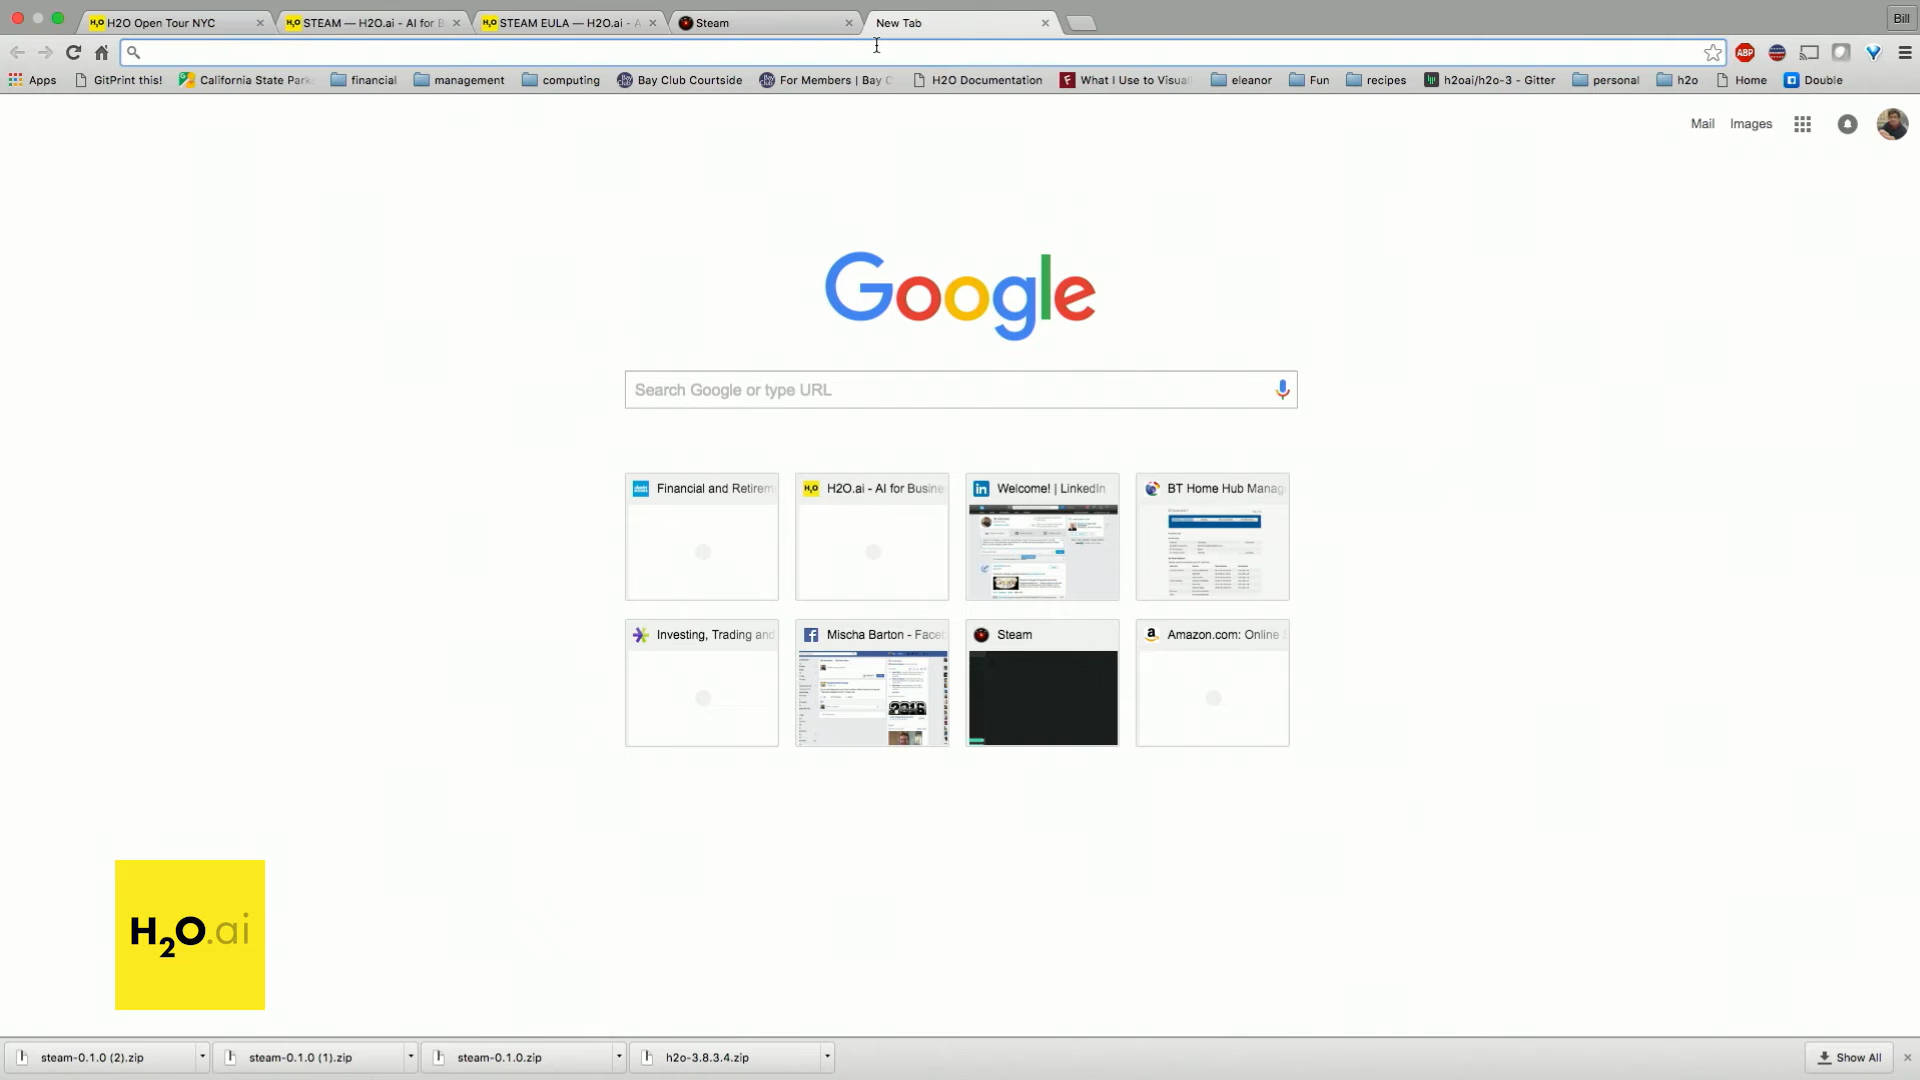 H2O Open Tour NYC
STEAM — H2O.ai - AI for B
STEAM EULA — H2O.ai - A
Steam
New Tab
Bill
Apps
GitPrint this!
California State Park
financial
management
computing
Bay Club Courtside
For Members | Bay C
H2O Documentation
What I Use to Visual
eleanor
Fun
recipes
h2oai/h2o-3 - Gitter
personal
h2o
Home
Double
ABP
Mail
Images
Google
Search Google or type URL
Financial and Retirem
H2O.ai - AI for Busine
Welcome! | LinkedIn
BT Home Hub Manag
Investing, Trading and
Mischa Barton - Face
Steam
Amazon.com: Online
H2O.ai
steam-0.1.0 (2).zip
steam-0.1.0 (1).zip
steam-0.1.0.zip
h2o-3.8.3.4.zip
Show All